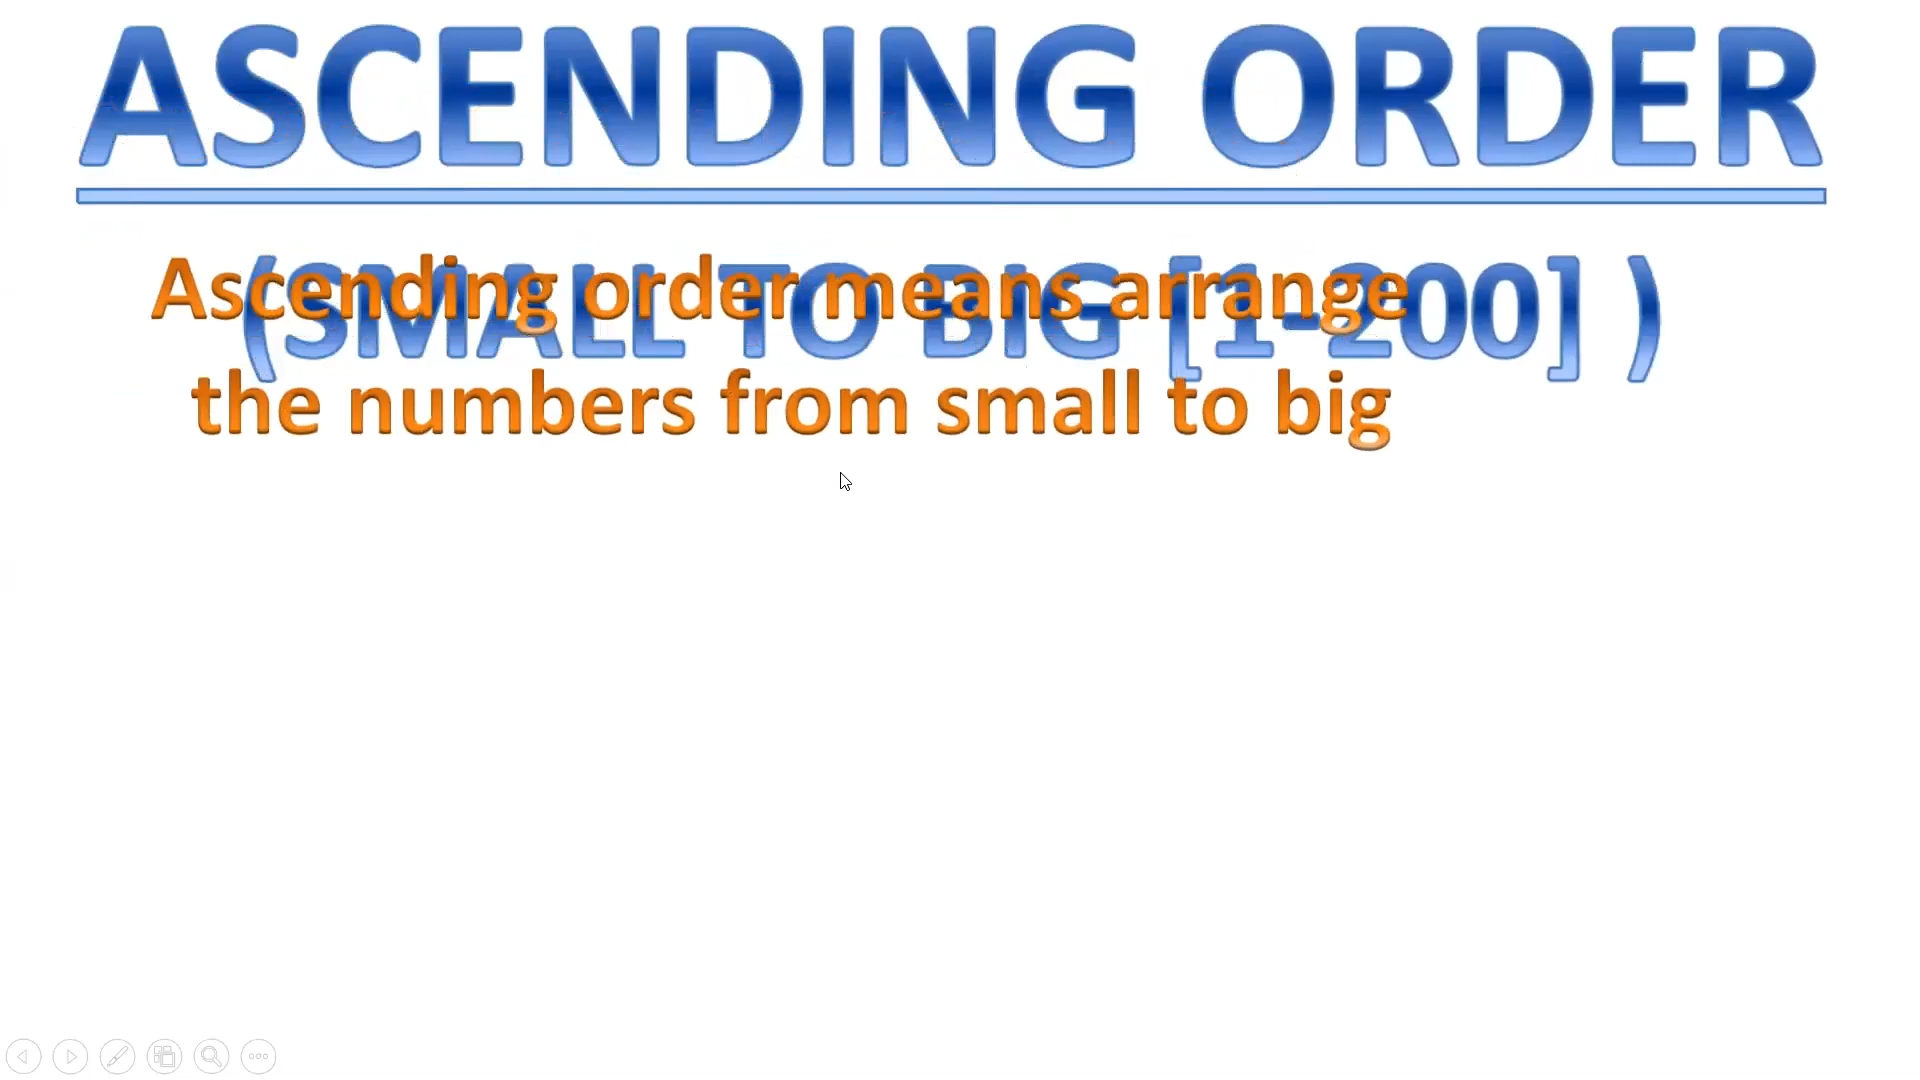 ASCENDING ORDER
(SMALL TO BIG [1-200] )
Ascending order means arrange
the numbers from small to big